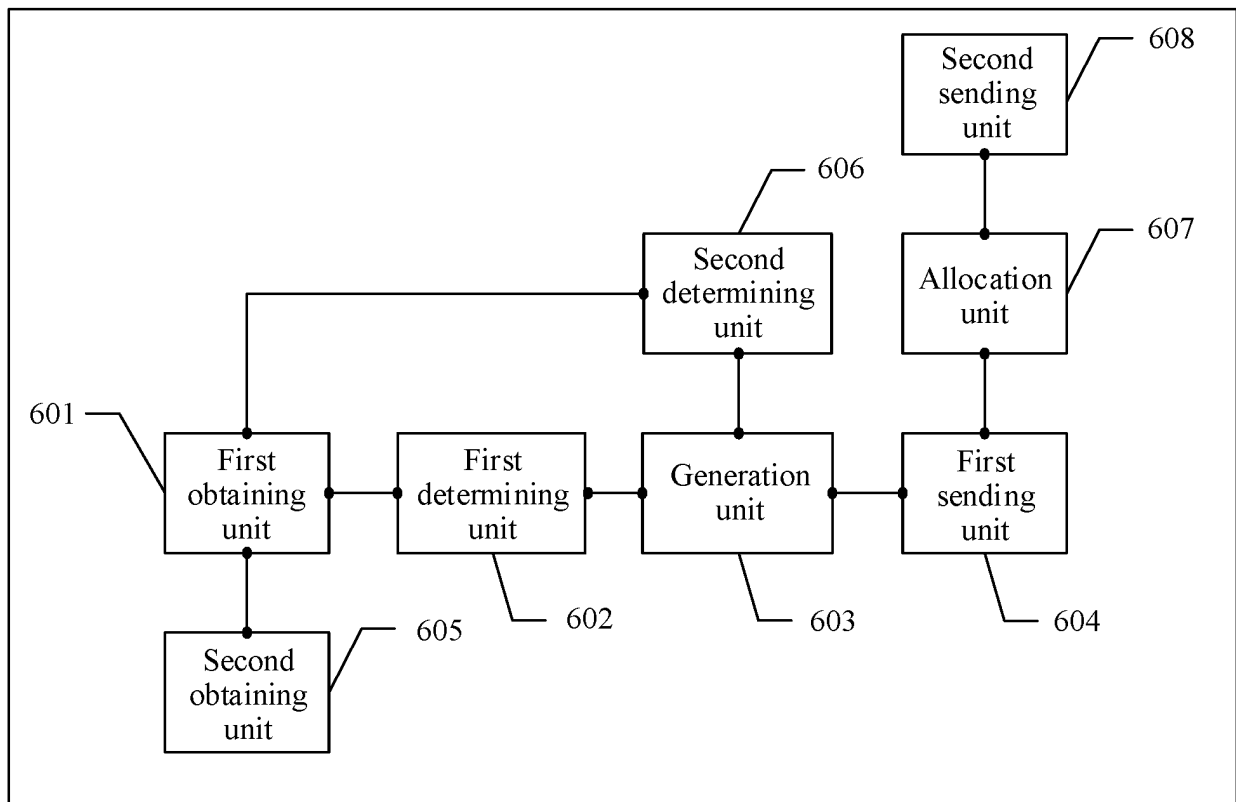 608
Second
sending
unit
606
Second
determining
unit
607
Allocation
unit
601
First
obtaining
unit
First
determining
unit
Generation
unit
First
sending
unit
602
603
604
605
Second
obtaining
unit